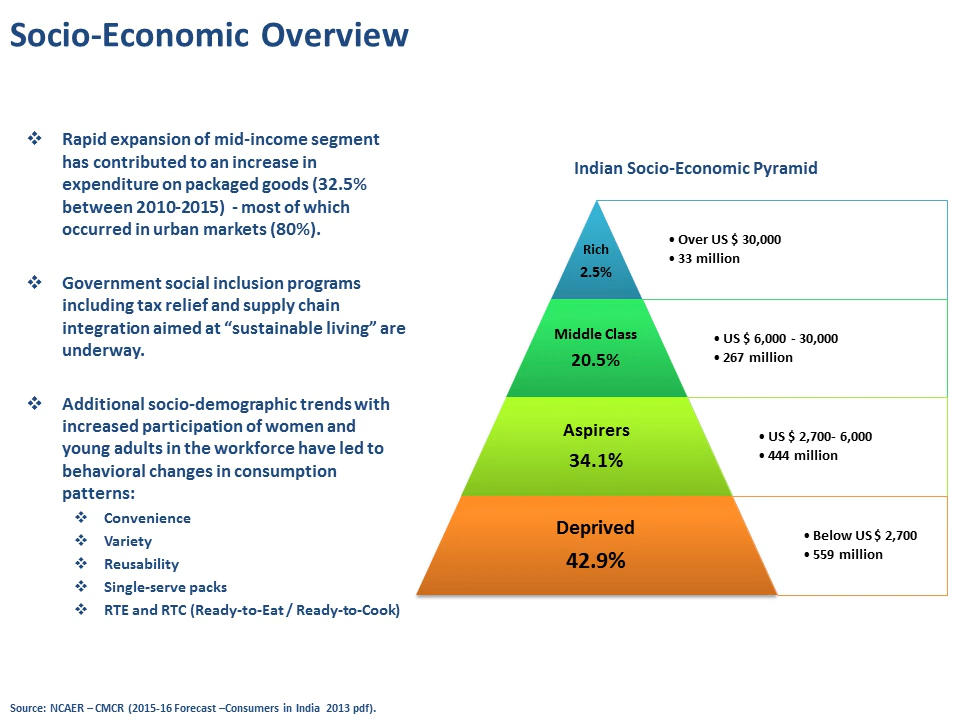 Socio-Economic Overview
❖ Rapid expansion of mid-income segment
has contributed to an increase in
expenditure on packaged goods (32.5%
between 2010-2015) - most of which
occurred in urban markets (80%).
❖ Government social inclusion programs
including tax relief and supply chain
integration aimed at “sustainable living” are
underway.
❖ Additional socio-demographic trends with
increased participation of women and
young adults in the workforce have led to
behavioral changes in consumption
patterns:
❖ Convenience
❖ Variety
❖ Reusability
❖ Single-serve packs
❖ RTE and RTC (Ready-to-Eat / Ready-to-Cook)
Indian Socio-Economic Pyramid
Rich
2.5%
• Over US $ 30,000
• 33 million
Middle Class
20.5%
• US $ 6,000 - 30,000
• 267 million
Aspirers
34.1%
• US $ 2,700- 6,000
• 444 million
Deprived
42.9%
• Below US $ 2,700
• 559 million
Source: NCAER – CMCR (2015-16 Forecast –Consumers in India 2013 pdf).